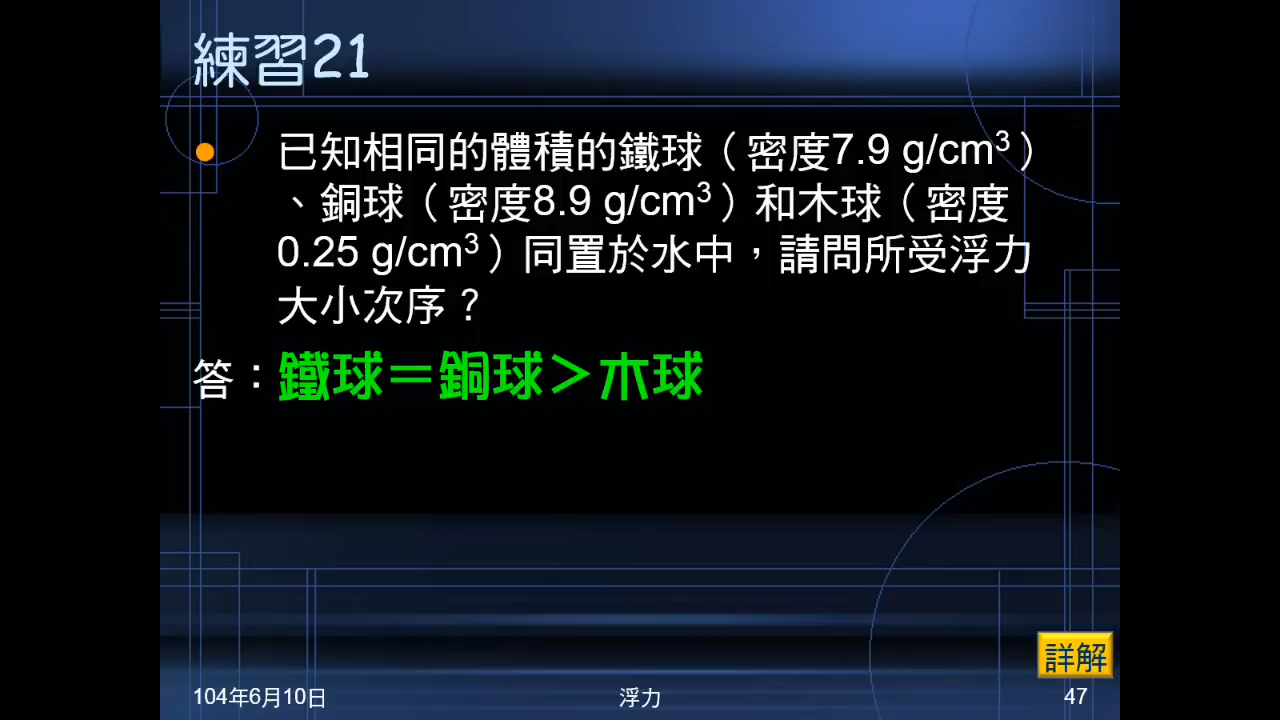 練習21
已知相同的體積的鐵球（密度7.9 g/cm³）
、銅球（密度8.9 g/cm³）和木球（密度
0.25 g/cm³）同置於水中，請問所受浮力
大小次序？
答：鐵球＝銅球＞木球
詳解
104年6月10日
浮力
47